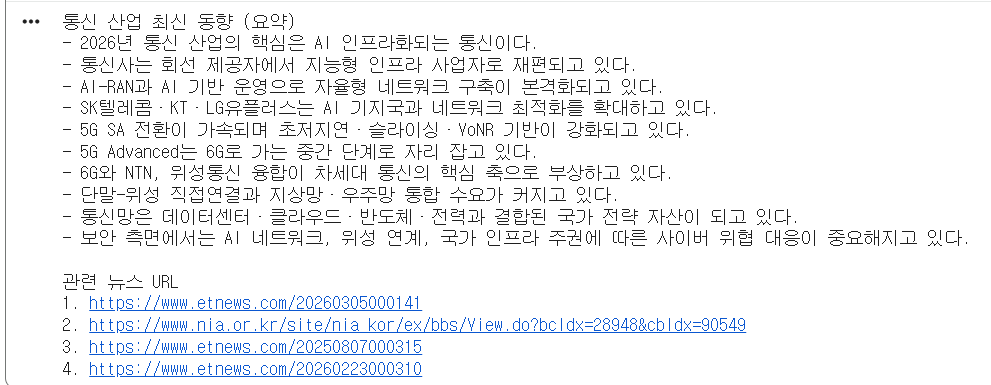 통신 산업 최신 동향 (요약)
- 2026년 통신 산업의 핵심은 AI 인프라화되는 통신이다.
- 통신사는 회선 제공자에서 지능형 인프라 사업자로 재편되고 있다.
- AI-RAN과 AI 기반 운영으로 자율형 네트워크 구축이 본격화되고 있다.
- SK텔레콤·KT·LG유플러스는 AI 기지국과 네트워크 최적화를 확대하고 있다.
- 5G SA 전환이 가속되며 초저지연·슬라이싱·VoNR 기반이 강화되고 있다.
- 5G Advanced는 6G로 가는 중간 단계로 자리 잡고 있다.
- 6G와 NTN, 위성통신 융합이 차세대 통신의 핵심 축으로 부상하고 있다.
- 단말-위성 직접연결과 지상망·우주망 통합 수요가 커지고 있다.
- 통신망은 데이터센터·클라우드·반도체·전력과 결합된 국가 전략 자산이 되고 있다.
- 보안 측면에서는 AI 네트워크, 위성 연계, 국가 인프라 주권에 따른 사이버 위협 대응이 중요해지고 있다.
관련 뉴스 URL
1. https://www.etnews.com/20260305000141
2. https://www.nia.or.kr/site/nia_kor/ex/bbs/View.do?bcIdx=28948&cbIdx=90549
3. https://www.etnews.com/20250807000315
4. https://www.etnews.com/20260223000310